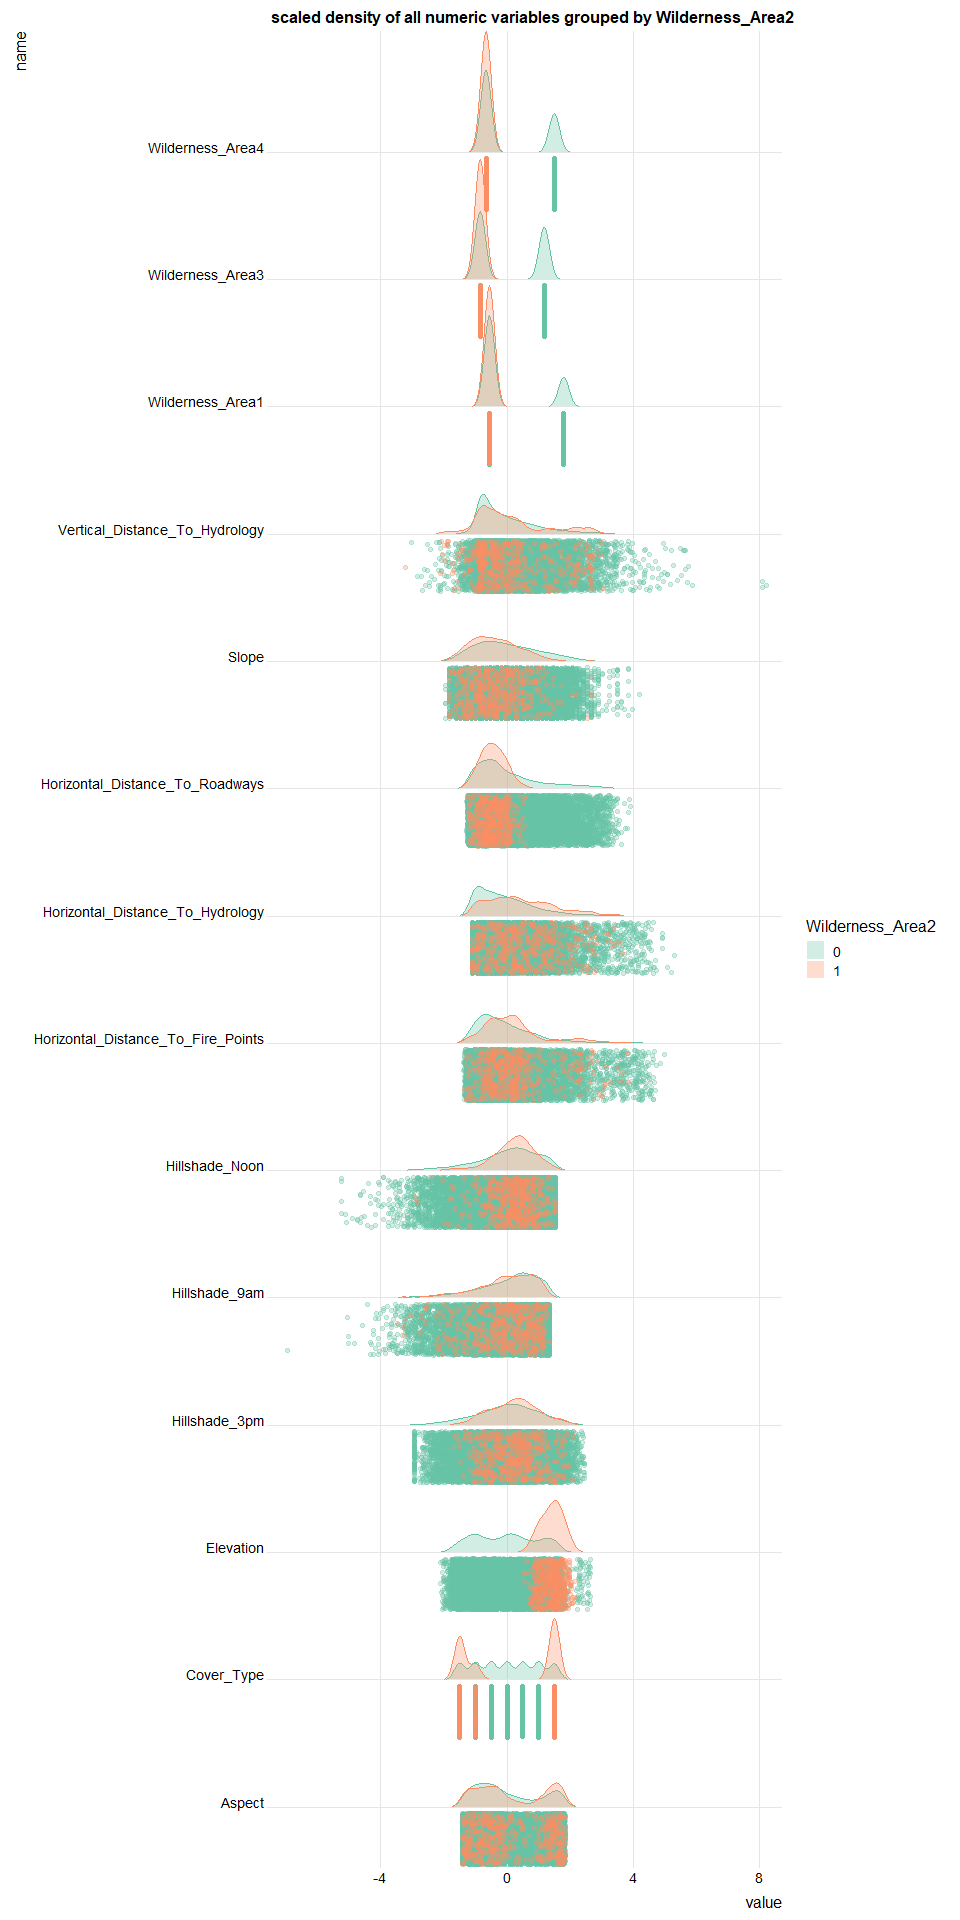 scaled density of all numeric variables grouped by Wilderness_Area2
name
Wilderness_Area4
Wilderness_Area3
Wilderness_Area1
Vertical_Distance_To_Hydrology
Slope
Horizontal_Distance_To_Roadways
Horizontal_Distance_To_Hydrology
Wilderness_Area2
0
1
Horizontal_Distance_To_Fire_Points
Hillshade_Noon
Hillshade_9am
Hillshade_3pm
Elevation
Cover_Type
Aspect
-4 0 4 8
value